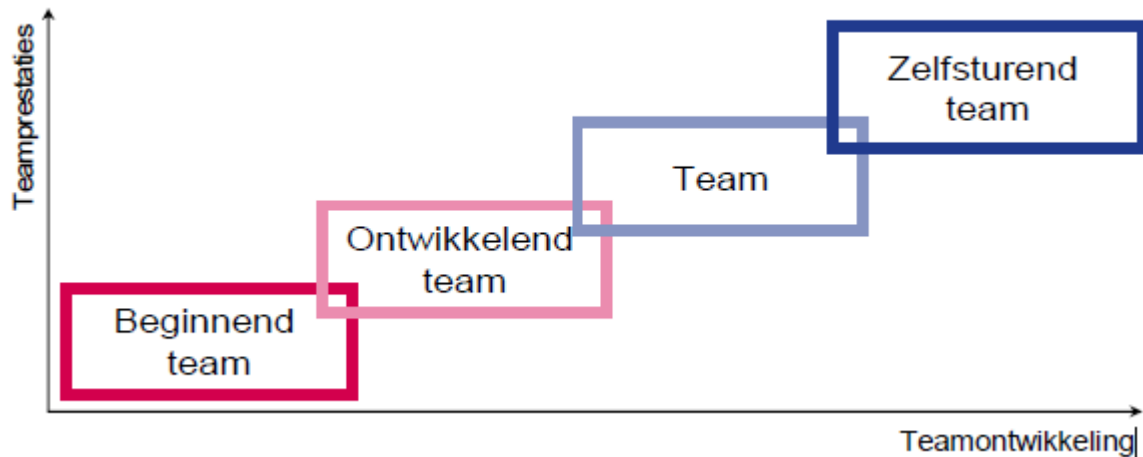 Teamprestaties
Zelfsturend
team
Team
Ontwikkelend
team
Beginnend
team
Teamontwikkeling